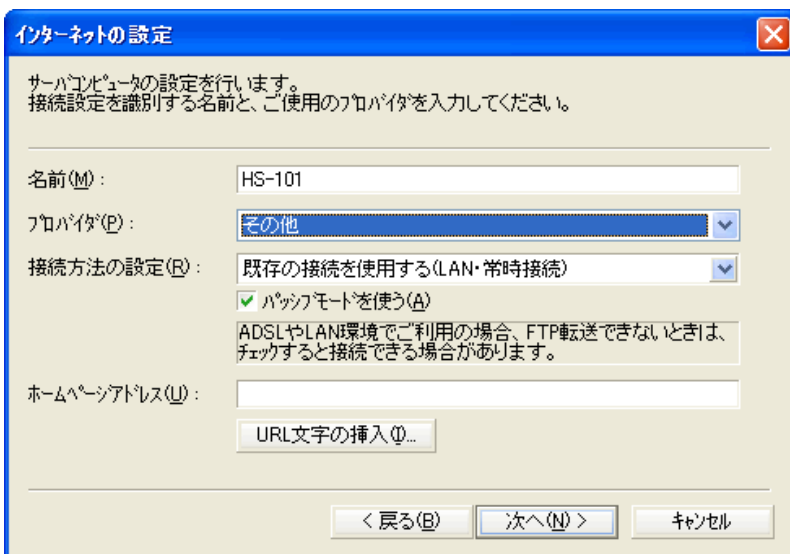 インターネットの設定
サーバコンピュータの設定を行います。
接続設定を識別する名前と、ご使用のプロバイダを入力してください。
名前(M)： HS-101
プロバイダ(P)： その他
接続方法の設定(R)： 既存の接続を使用する(LAN・常時接続)
パッシブモードを使う(A)
ADSLやLAN環境でご利用の場合、FTP転送できないときは、
チェックすると接続できる場合があります。
ホームページアドレス(U)：
URL文字の挿入(I)...
< 戻る(B) 次へ(N) > キャンセル